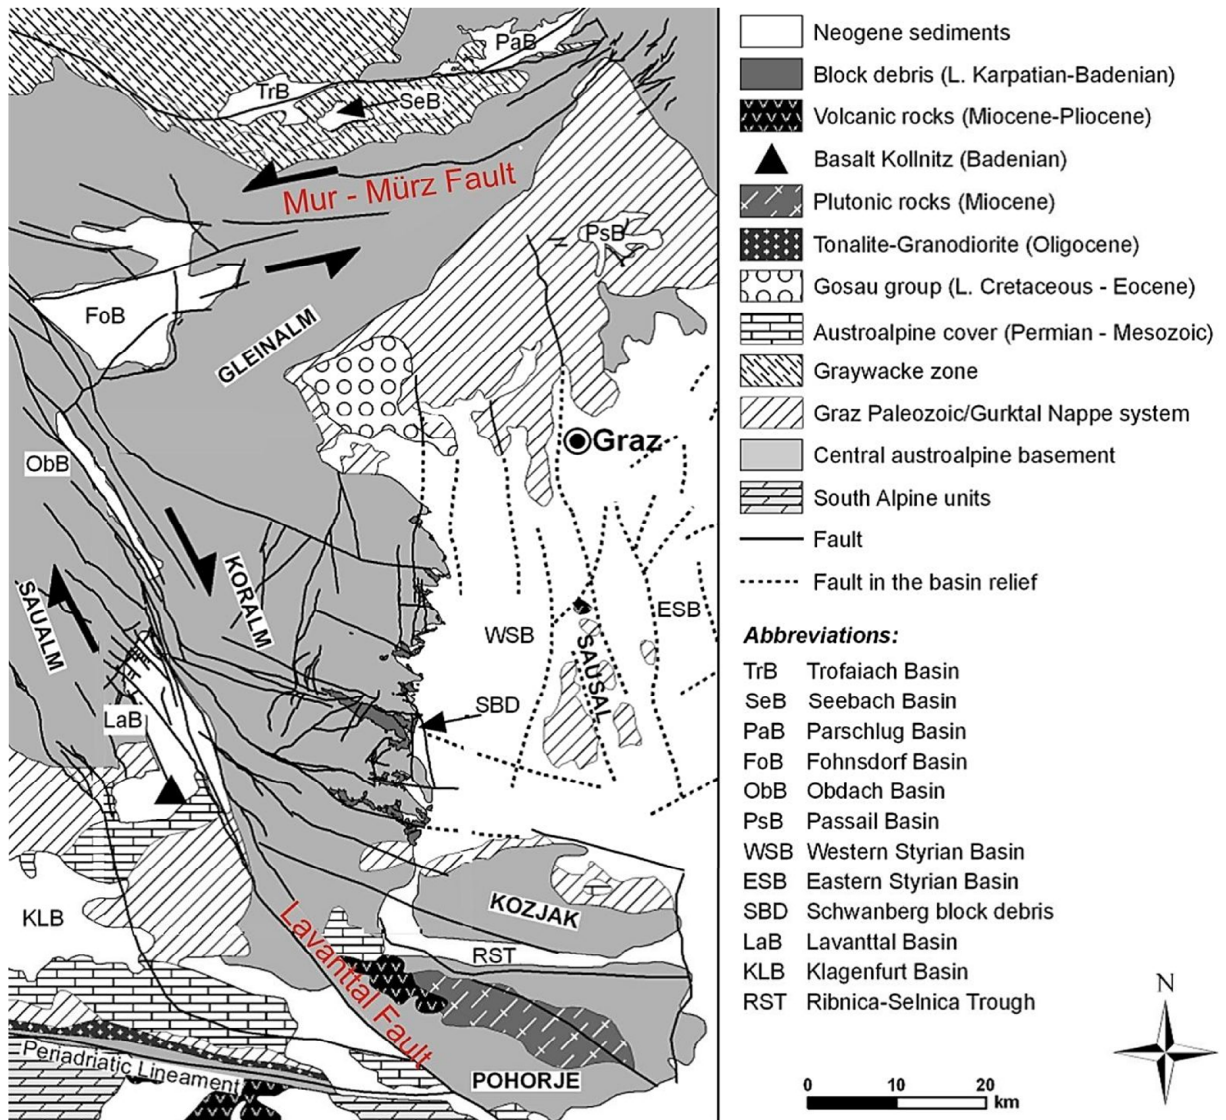 PaB
TrB
SeB
Mur - Mürz Fault
PsB
FoB
GLEINALM
Graz
ObB
KORALM
SAUALM
WSB
SAUSAL
ESB
SBD
LaB
KLB
KOZJAK
RST
Lavanttal Fault
Periadriatic Lineament
POHORJE
Neogene sediments
Block debris (L. Karpatian-Badenian)
Volcanic rocks (Miocene-Pliocene)
Basalt Kollnitz (Badenian)
Plutonic rocks (Miocene)
Tonalite-Granodiorite (Oligocene)
Gosau group (L. Cretaceous - Eocene)
Austroalpine cover (Permian - Mesozoic)
Graywacke zone
Graz Paleozoic/Gurktal Nappe system
Central austroalpine basement
South Alpine units
Fault
Fault in the basin relief
Abbreviations:
TrB Trofaiach Basin
SeB Seebach Basin
PaB Parschlug Basin
FoB Fohnsdorf Basin
ObB Obdach Basin
PsB Passail Basin
WSB Western Styrian Basin
ESB Eastern Styrian Basin
SBD Schwanberg block debris
LaB Lavanttal Basin
KLB Klagenfurt Basin
RST Ribnica-Selnica Trough
N
0 10 20
km